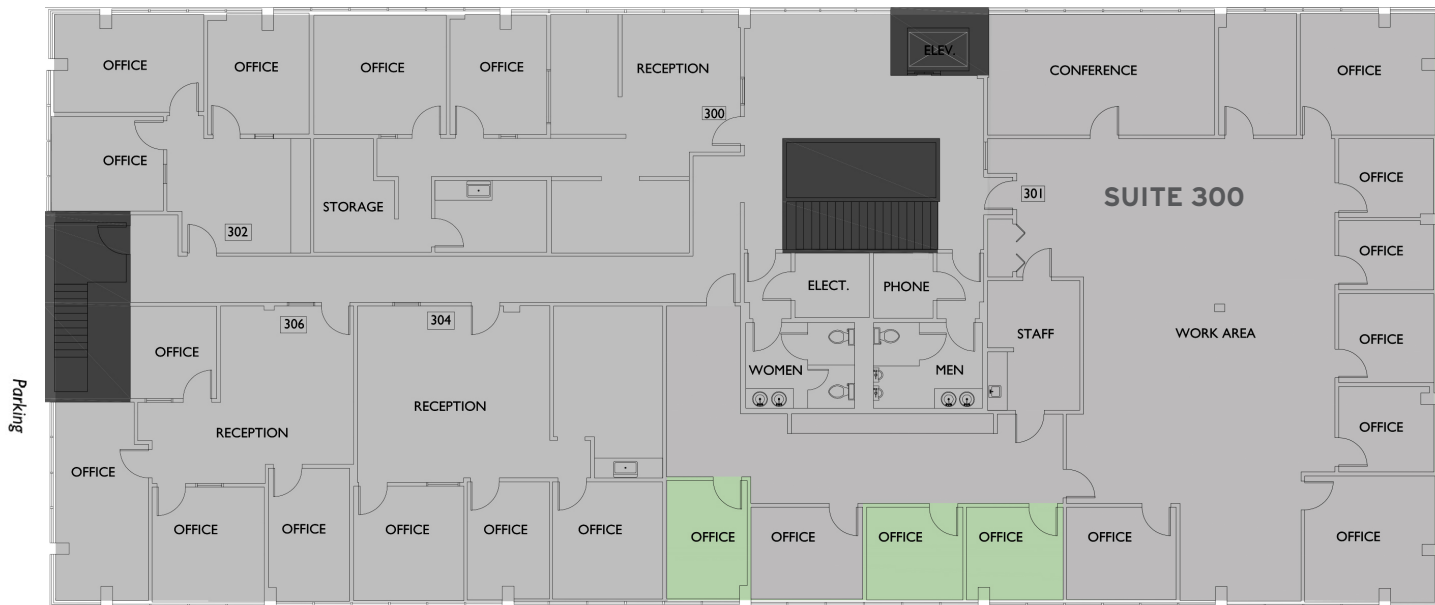 OFFICE
OFFICE
OFFICE
OFFICE
RECEPTION
ELEV.
CONFERENCE
OFFICE
300
OFFICE
STORAGE
302
301
SUITE 300
OFFICE
OFFICE
ELECT.
PHONE
306
304
OFFICE
STAFF
WORK AREA
OFFICE
WOMEN
MEN
Parking
RECEPTION
RECEPTION
OFFICE
OFFICE
OFFICE
OFFICE
OFFICE
OFFICE
OFFICE
OFFICE
OFFICE
OFFICE
OFFICE
OFFICE
OFFICE